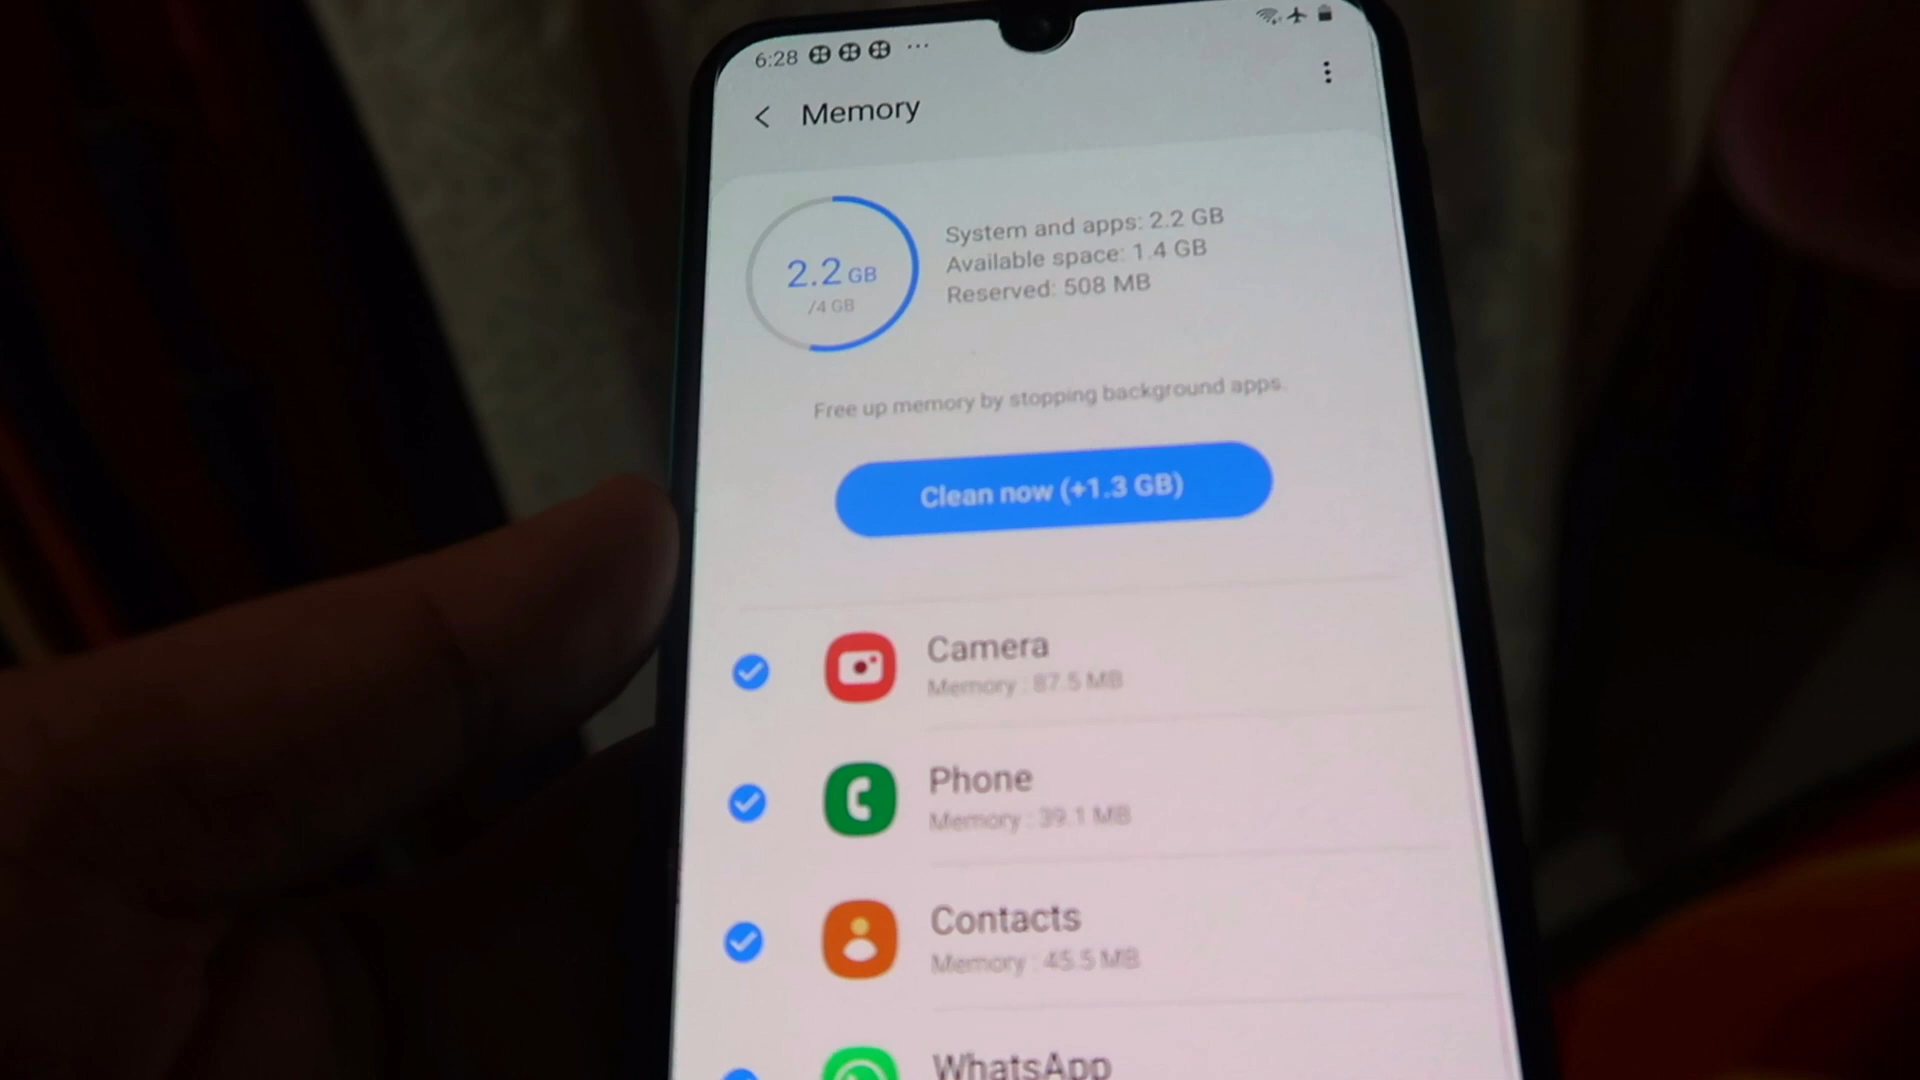 6:28
Memory
2.2 GB
/4 GB
System and apps: 2.2 GB
Available space: 1.4 GB
Reserved: 508 MB
Free up memory by stopping background apps.
Clean now (+1.3 GB)
Camera
Memory : 87.5 MB
Phone
Memory : 39.1 MB
Contacts
Memory : 45.5 MB
WhatsApp